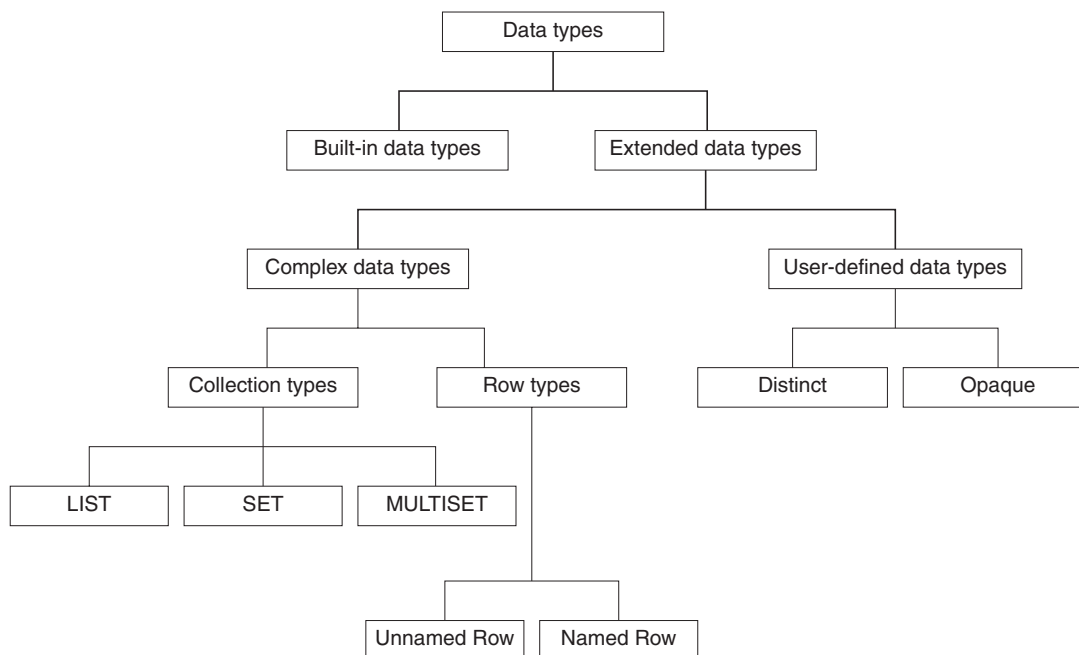 Data types
Built-in data types
Extended data types
Complex data types
User-defined data types
Collection types
Row types
Distinct
Opaque
LIST
SET
MULTISET
Unnamed Row
Named Row